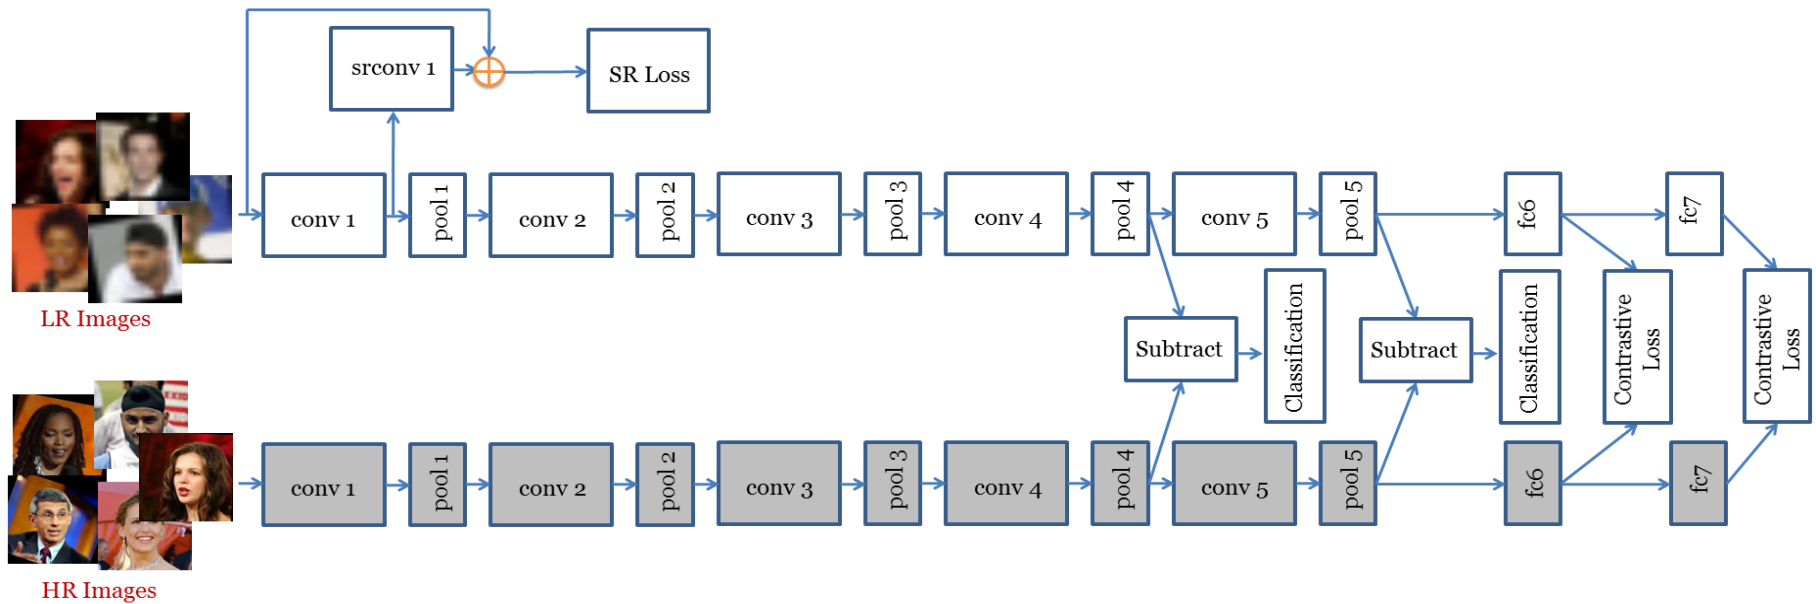 srconv 1
SR Loss
conv 1
pool 1
conv 2
pool 2
conv 3
pool 3
conv 4
pool 4
conv 5
pool 5
fc6
fc7
LR Images
Subtract
Classification
Subtract
Classification
Contrastive
Loss
Contrastive
Loss
conv 1
pool 1
conv 2
pool 2
conv 3
pool 3
conv 4
pool 4
conv 5
pool 5
fc6
fc7
HR Images